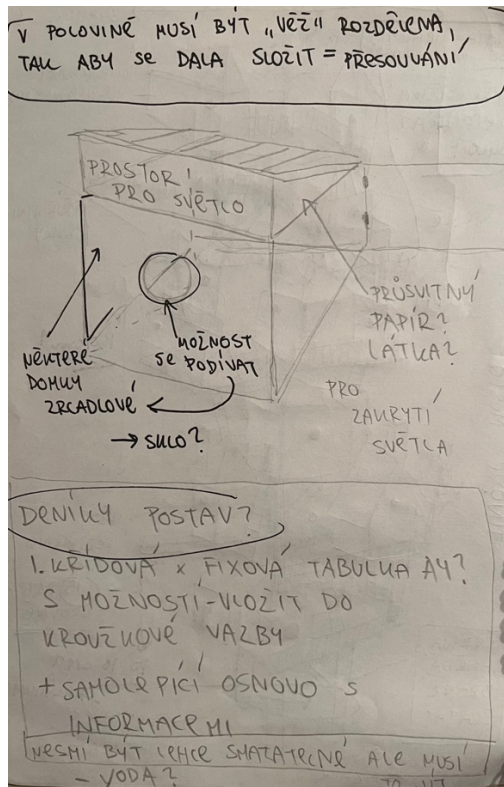 V POLOVINĚ MUSÍ BÝT „VĚŽ" ROZDĚLENA,
TAK ABY SE DALA SLOŽIT = PŘESOUVÁNÍ
PROSTOR
PRO SVĚTLO
PRŮSVITNÝ
PAPÍR?
LÁTKA?
PRO
ZAKRYTÍ
SVĚTLA
NĚKTERÉ
DOMKY
ZRCADLOVÉ
MOŽNOST
SE PODÍVAT
→ SKLO?
DENÍKY POSTAV?
1. KŘÍDOVÁ x FIXOVÁ TABULKA A4?
S MOŽNOSTÍ - VLOŽIT DO
KROUŽKOVÉ VAZBY
+ SAMOLEPÍCÍ OSNOVO S
INFORMACEMI
NESMÍ BÝT LEHCE SMATATELNÉ ALE MUSÍ
- VODA?